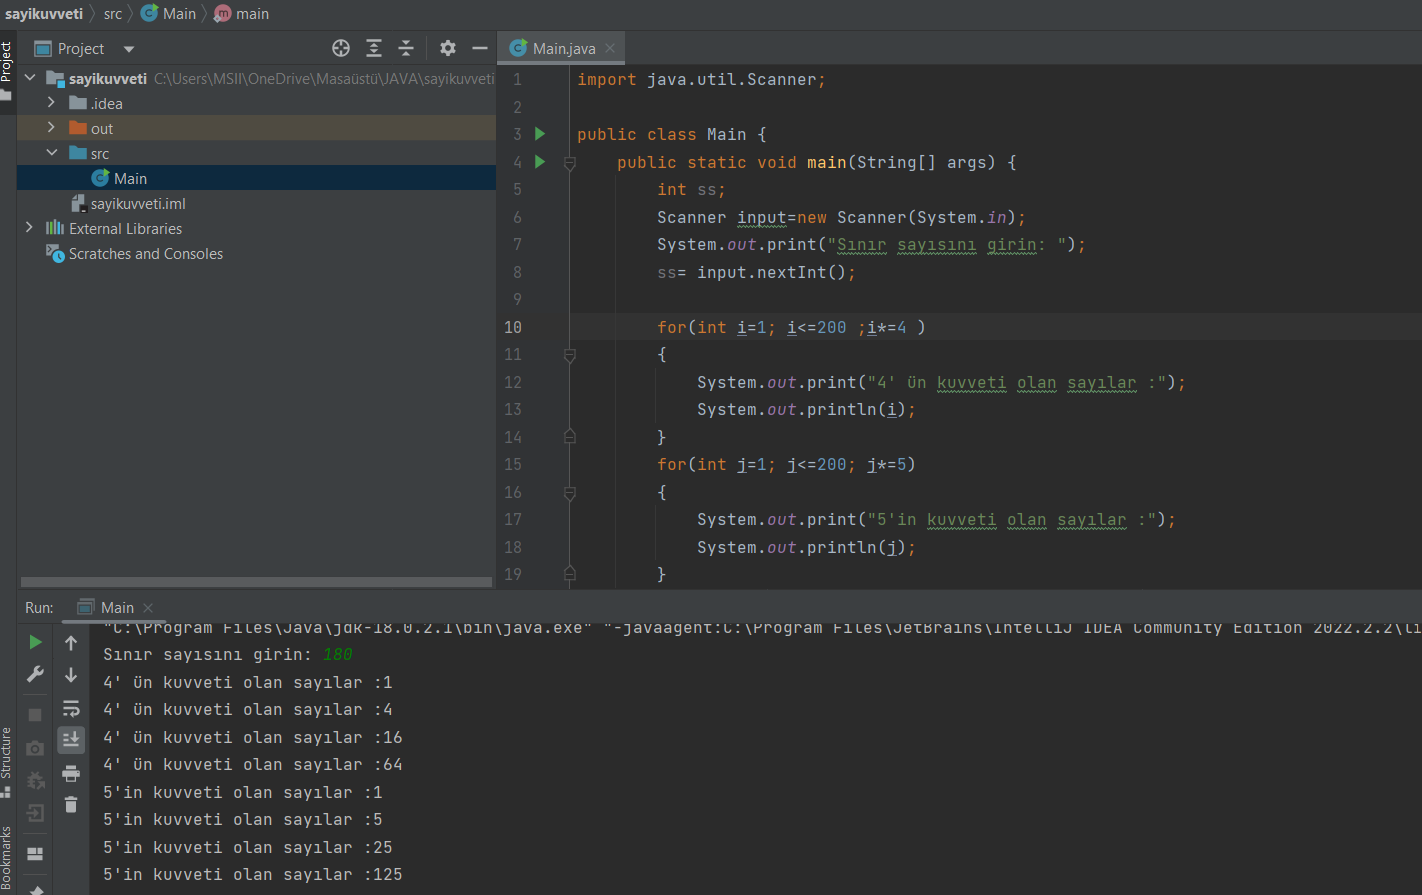 sayikuvveti src Main main
Project
Main.java
sayikuvveti C:\Users\MSII\OneDrive\Masaüstü\JAVA\sayikuvveti
.idea
out
src
Main
sayikuvveti.iml
External Libraries
Scratches and Consoles
Project
Structure
Bookmarks
1 import java.util.Scanner;
2
3 public class Main {
4 public static void main(String[] args) {
5 int ss;
6 Scanner input=new Scanner(System.in);
7 System.out.print("Sınır sayısını girin: ");
8 ss= input.nextInt();
9
10 for(int i=1; i<=200 ;i*=4 )
11 {
12 System.out.print("4' ün kuvveti olan sayılar :");
13 System.out.println(i);
14 }
15 for(int j=1; j<=200; j*=5)
16 {
17 System.out.print("5'in kuvveti olan sayılar :");
18 System.out.println(j);
19 }
Run: Main
"C:\Program Files\Java\jdk-18.0.2.1\bin\java.exe" "-javaagent:C:\Program Files\JetBrains\IntelliJ IDEA Community Edition 2022.2.2\li
Sınır sayısını girin: 180
4' ün kuvveti olan sayılar :1
4' ün kuvveti olan sayılar :4
4' ün kuvveti olan sayılar :16
4' ün kuvveti olan sayılar :64
5'in kuvveti olan sayılar :1
5'in kuvveti olan sayılar :5
5'in kuvveti olan sayılar :25
5'in kuvveti olan sayılar :125